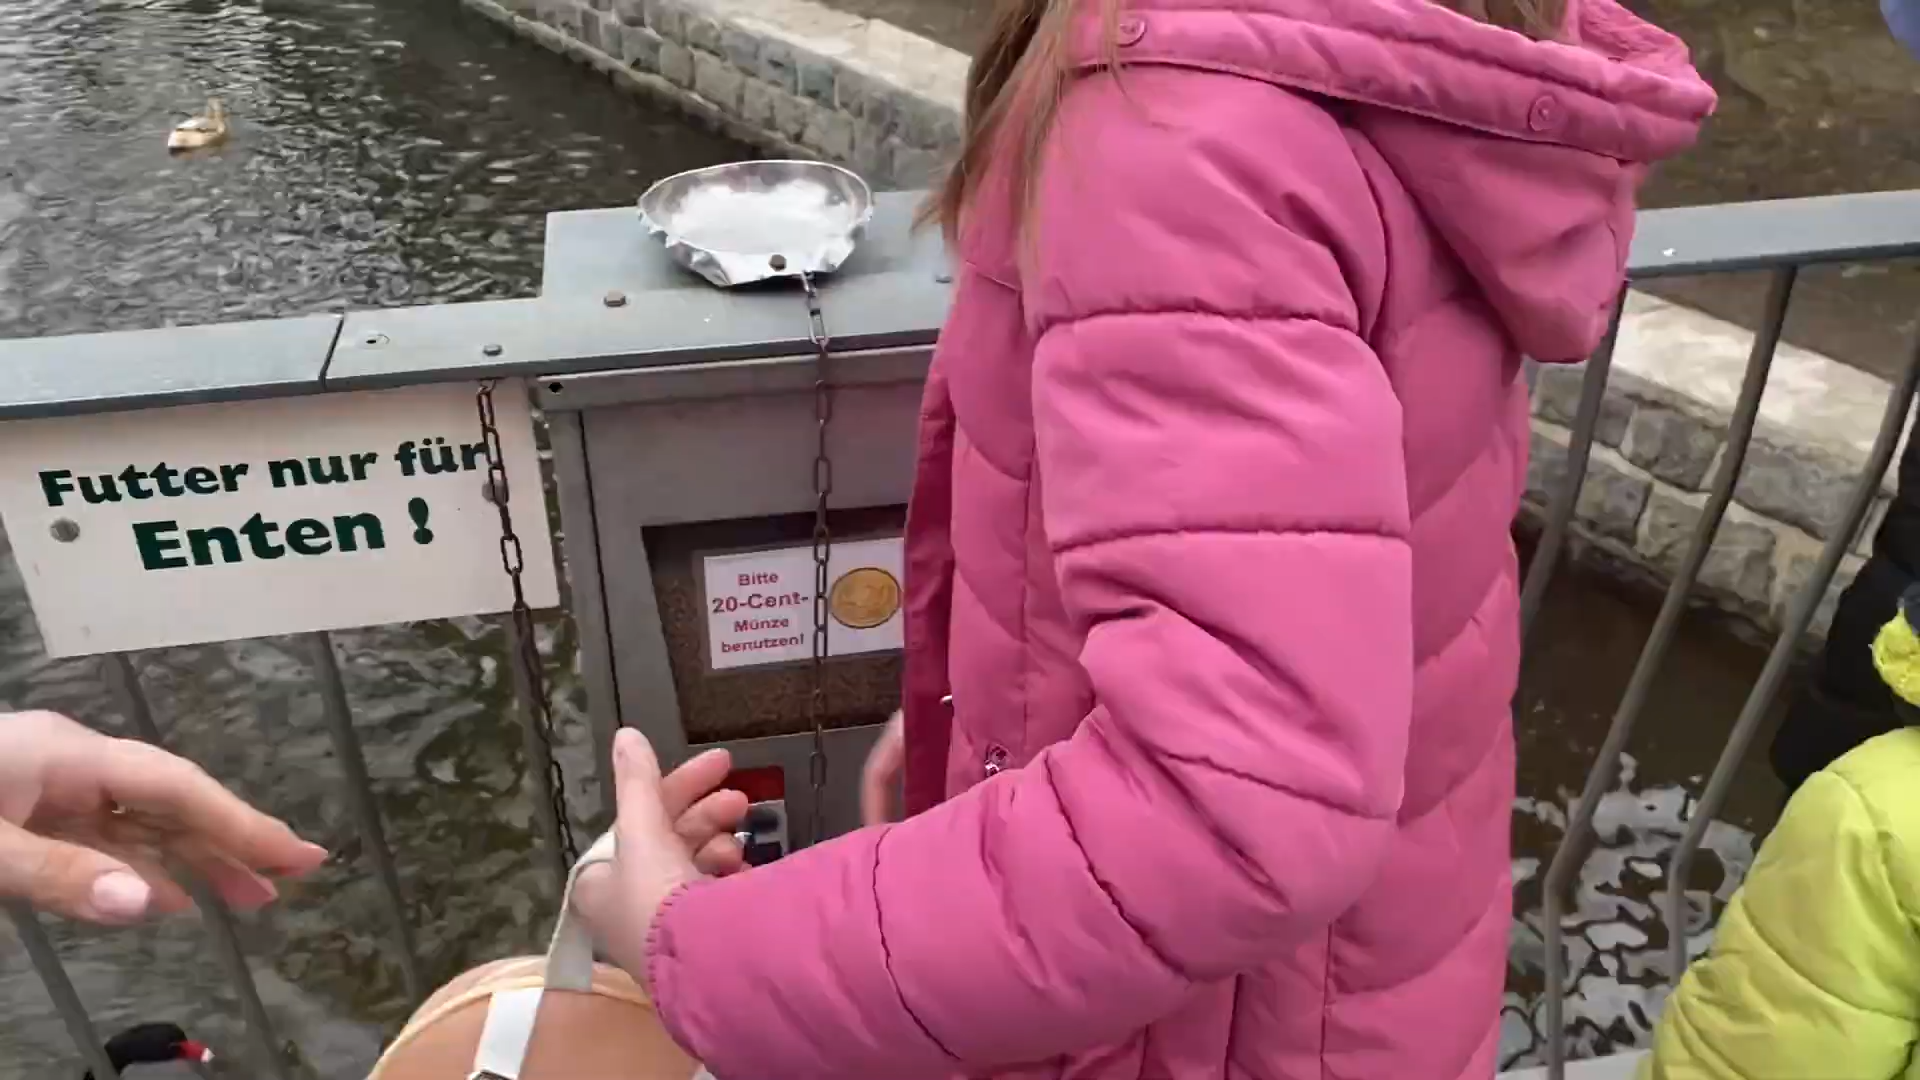 Futter nur für
Enten !
Bitte
20-Cent-
Münze
benutzen!